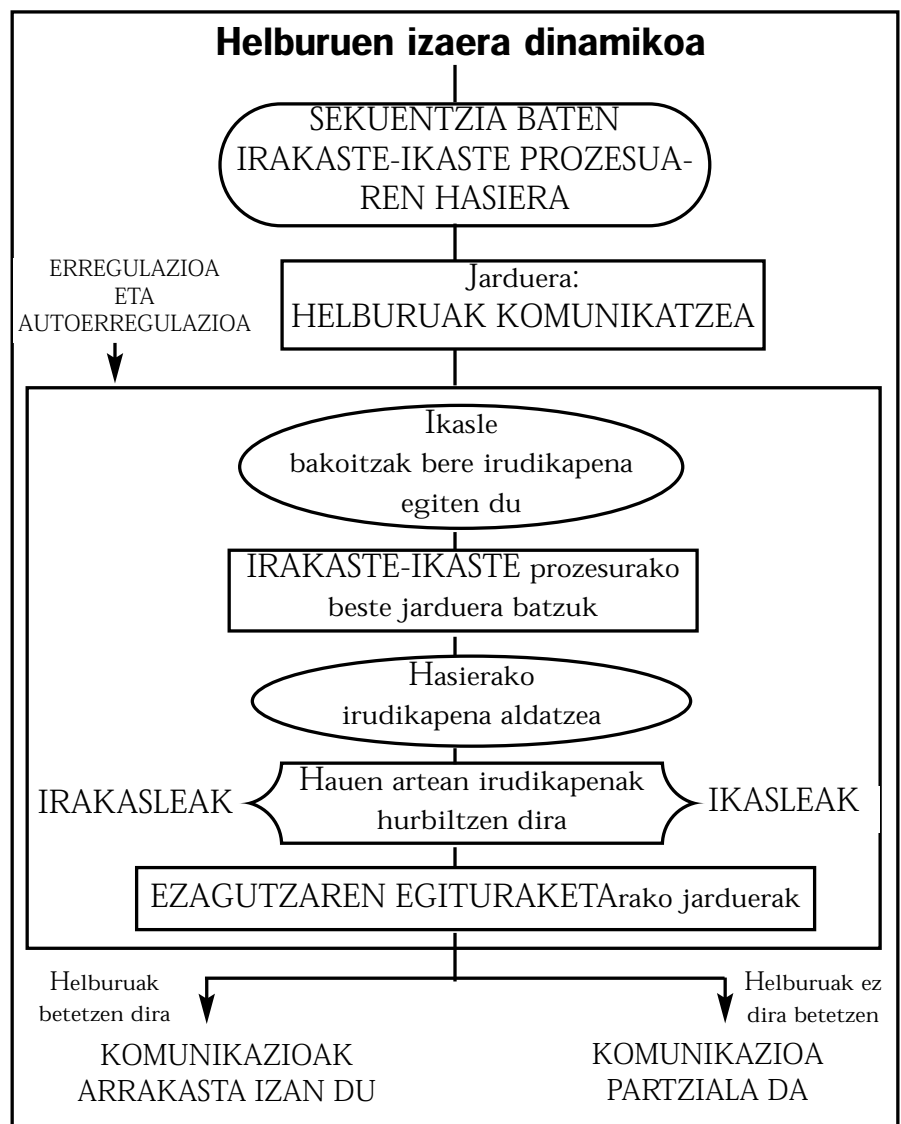 Helburuen izaera dinamikoa
SEKUENTZIA BATEN
IRAKASTE-IKASTE PROZESUA-
REN HASIERA
ERREGULAZIOA
ETA
AUTOERREGULAZIOA
Jarduera:
HELBURUAK KOMUNIKATZEA
Ikasle
bakoitzak bere irudikapena
egiten du
IRAKASTE-IKASTE prozesurako
beste jarduera batzuk
Hasierako
irudikapena aldatzea
IRAKASLEAK
Hauen artean irudikapenak
hurbiltzen dira
IKASLEAK
EZAGUTZAREN EGITURAKETArako jarduerak
Helburuak
betetzen dira
Helburuak ez
dira betetzen
KOMUNIKAZIOAK
ARRAKASTA IZAN DU
KOMUNIKAZIOA
PARTZIALA DA